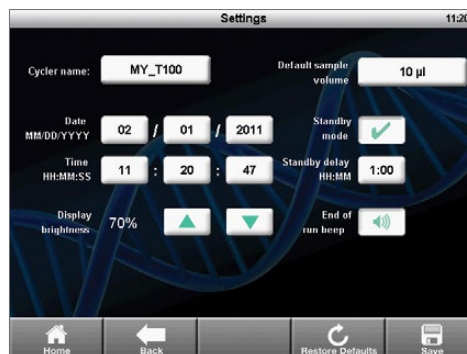 Settings 11:20
Cycler name: MY_T100 Default sample volume 10 µl
Date MM/DD/YYYY 02 / 01 / 2011 Standby mode
Time HH:MM:SS 11 : 20 : 47 Standby delay HH:MM 1:00
Display brightness 70% End of run beep
Home Back Restore Defaults Save